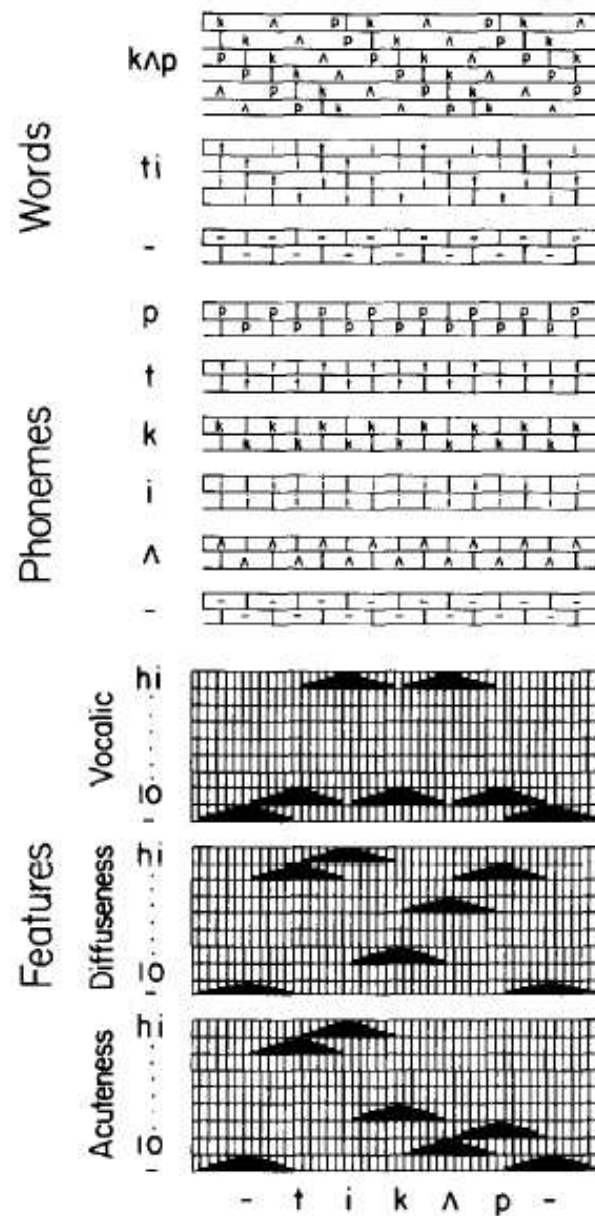 Words
kʌp
k ʌ p k ʌ p k ʌ
k ʌ p k ʌ p k
p k ʌ p k ʌ p k
p k ʌ p k ʌ p
ʌ p k ʌ p k ʌ p
ʌ p k ʌ p k ʌ
ti
-
- - - - - - - -
- - - - - - -
Phonemes
p
p p p p p p p p
p p p p p p p
t
t t t t t t t t
t t t t t t t
k
k k k k k k k k
k k k k k k k
i
ʌ
ʌ ʌ ʌ ʌ ʌ ʌ ʌ ʌ
ʌ ʌ ʌ ʌ ʌ ʌ ʌ
-
- - - - - - - -
- - - - - - -
Features
Vocalic
hi
lo
-
Diffuseness
hi
lo
-
Acuteness
hi
lo
-
- t i k ʌ p -